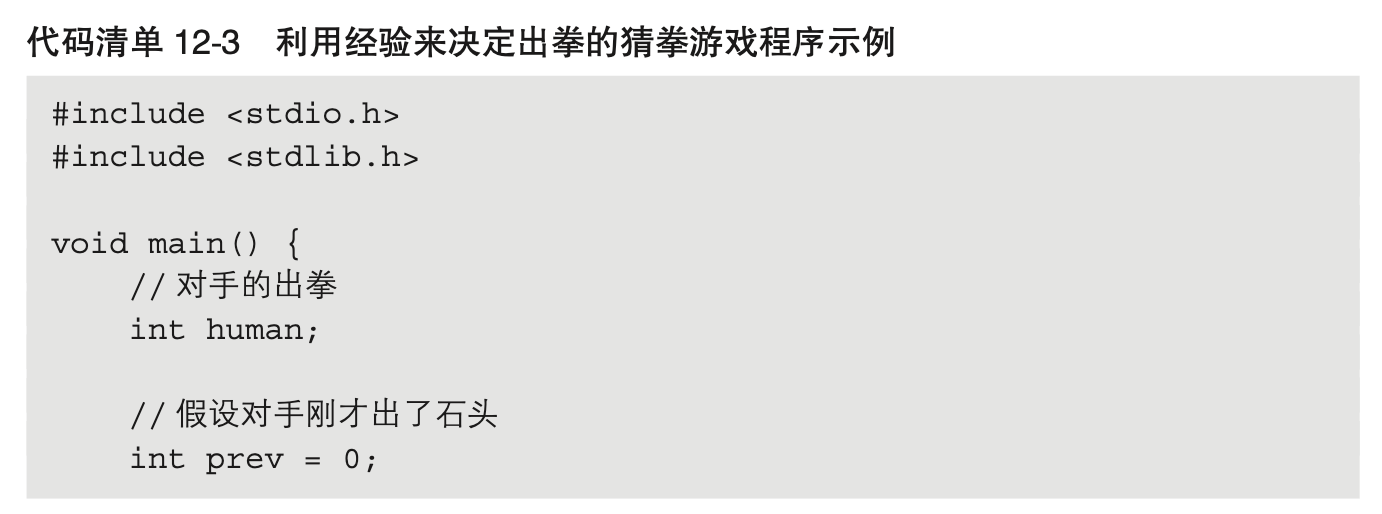 代码清单 12-3　利用经验来决定出拳的猜拳游戏程序示例
#include <stdio.h>
#include <stdlib.h>

void main() {
    // 对手的出拳
    int human;

    // 假设对手刚才出了石头
    int prev = 0;